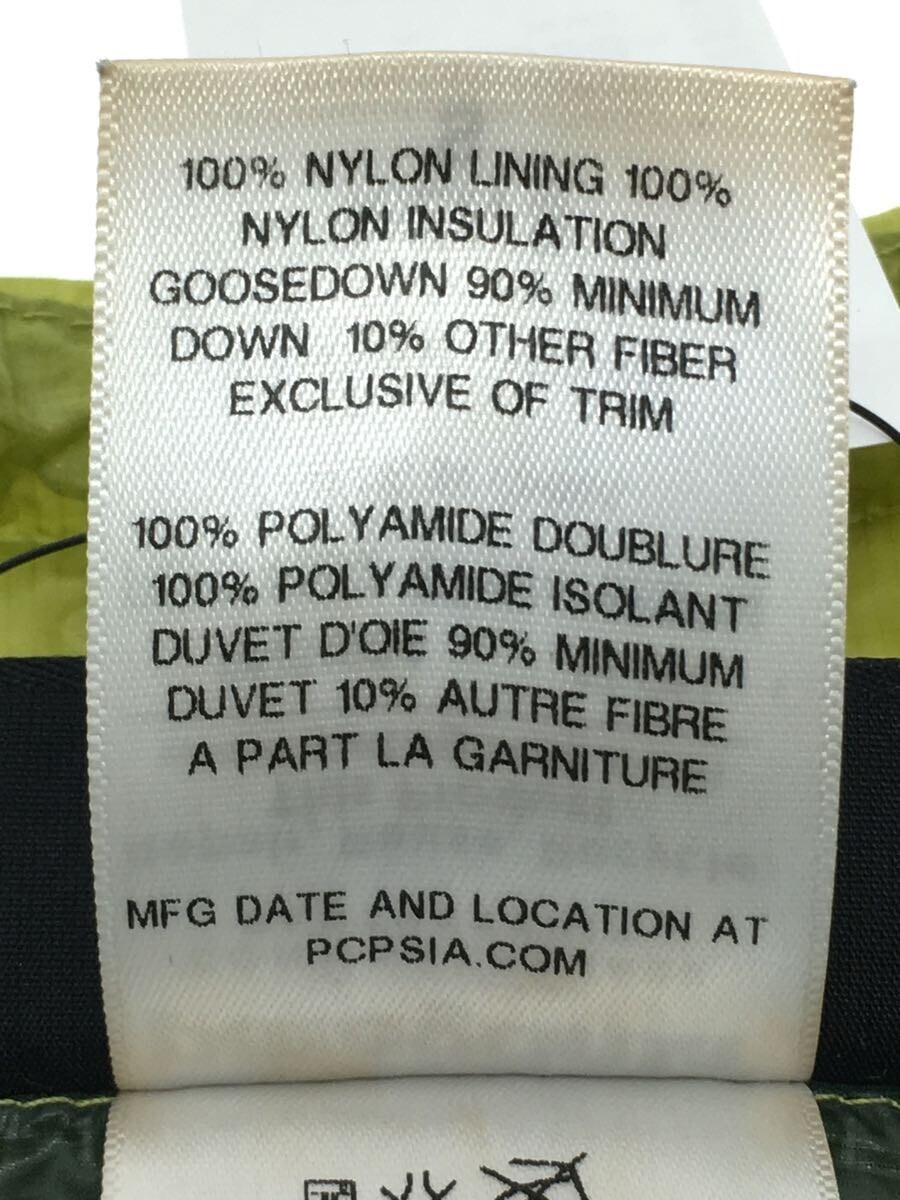 100% NYLON LINING 100%
NYLON INSULATION
GOOSEDOWN 90% MINIMUM
DOWN 10% OTHER FIBER
EXCLUSIVE OF TRIM
100% POLYAMIDE DOUBLURE
100% POLYAMIDE ISOLANT
DUVET D'OIE 90% MINIMUM
DUVET 10% AUTRE FIBRE
A PART LA GARNITURE
MFG DATE AND LOCATION AT
PCPSIA.COM